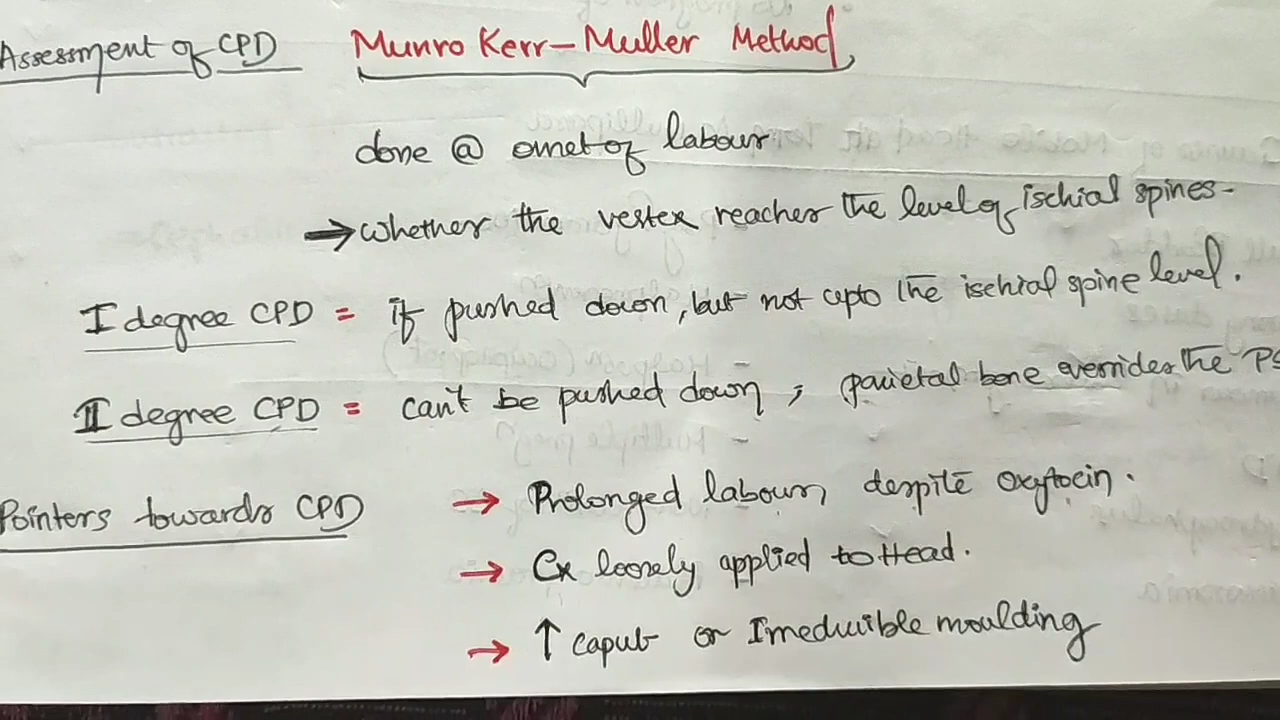 Assessment of CPD Munro Kerr-Muller Method
done @ onset of labour
→ whether the vertex reaches the level of ischial spines-
I degree CPD = if pushed down, but not upto the ischial spine level.
II degree CPD = can't be pushed down, parietal bone overrides the PS
Pointers towards CPD → Prolonged labour, despite oxytocin.
→ Cx loosely applied to Head.
→ ↑ caput or Irreducible moulding